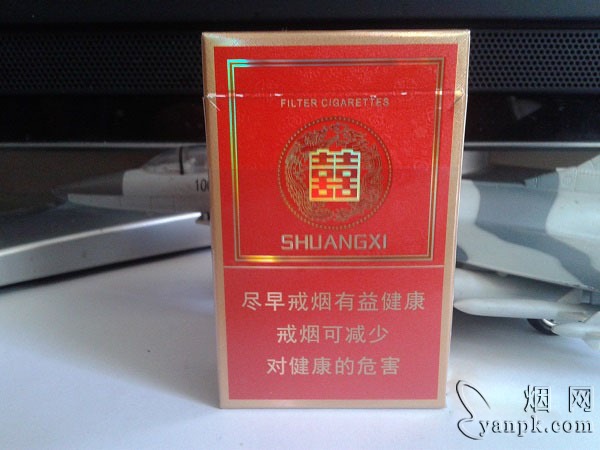 FILTER CIGARETTES
囍
SHUANGXI
尽早戒烟有益健康
戒烟可减少
对健康的危害
100
烟网
yanpk.com